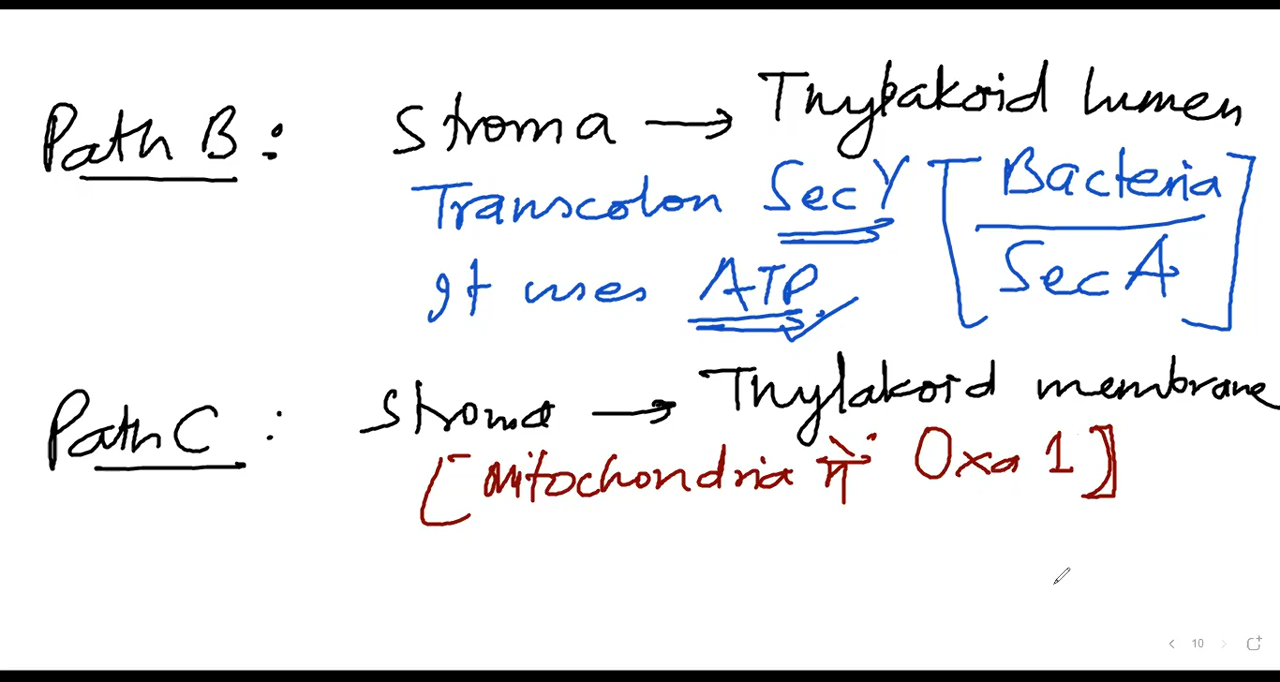 Path B : Stroma → Thylakoid lumen
Transcolon SecY [Bacteria
It uses ATP. SecA]
Path C : Stroma → Thylakoid membrane
[Mitochondria में Oxa 1]
10